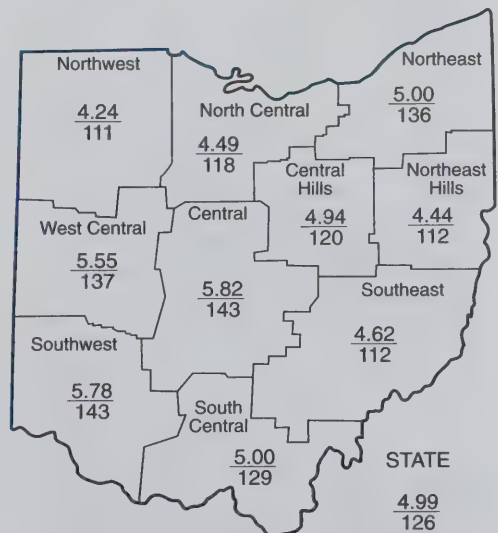 Northwest
4.24
111
North Central
4.49
118
Northeast
5.00
136
West Central
5.55
137
Central
5.82
143
Central
Hills
4.94
120
Northeast
Hills
4.44
112
Southwest
5.78
143
South
Central
5.00
129
Southeast
4.62
112
STATE
4.99
126